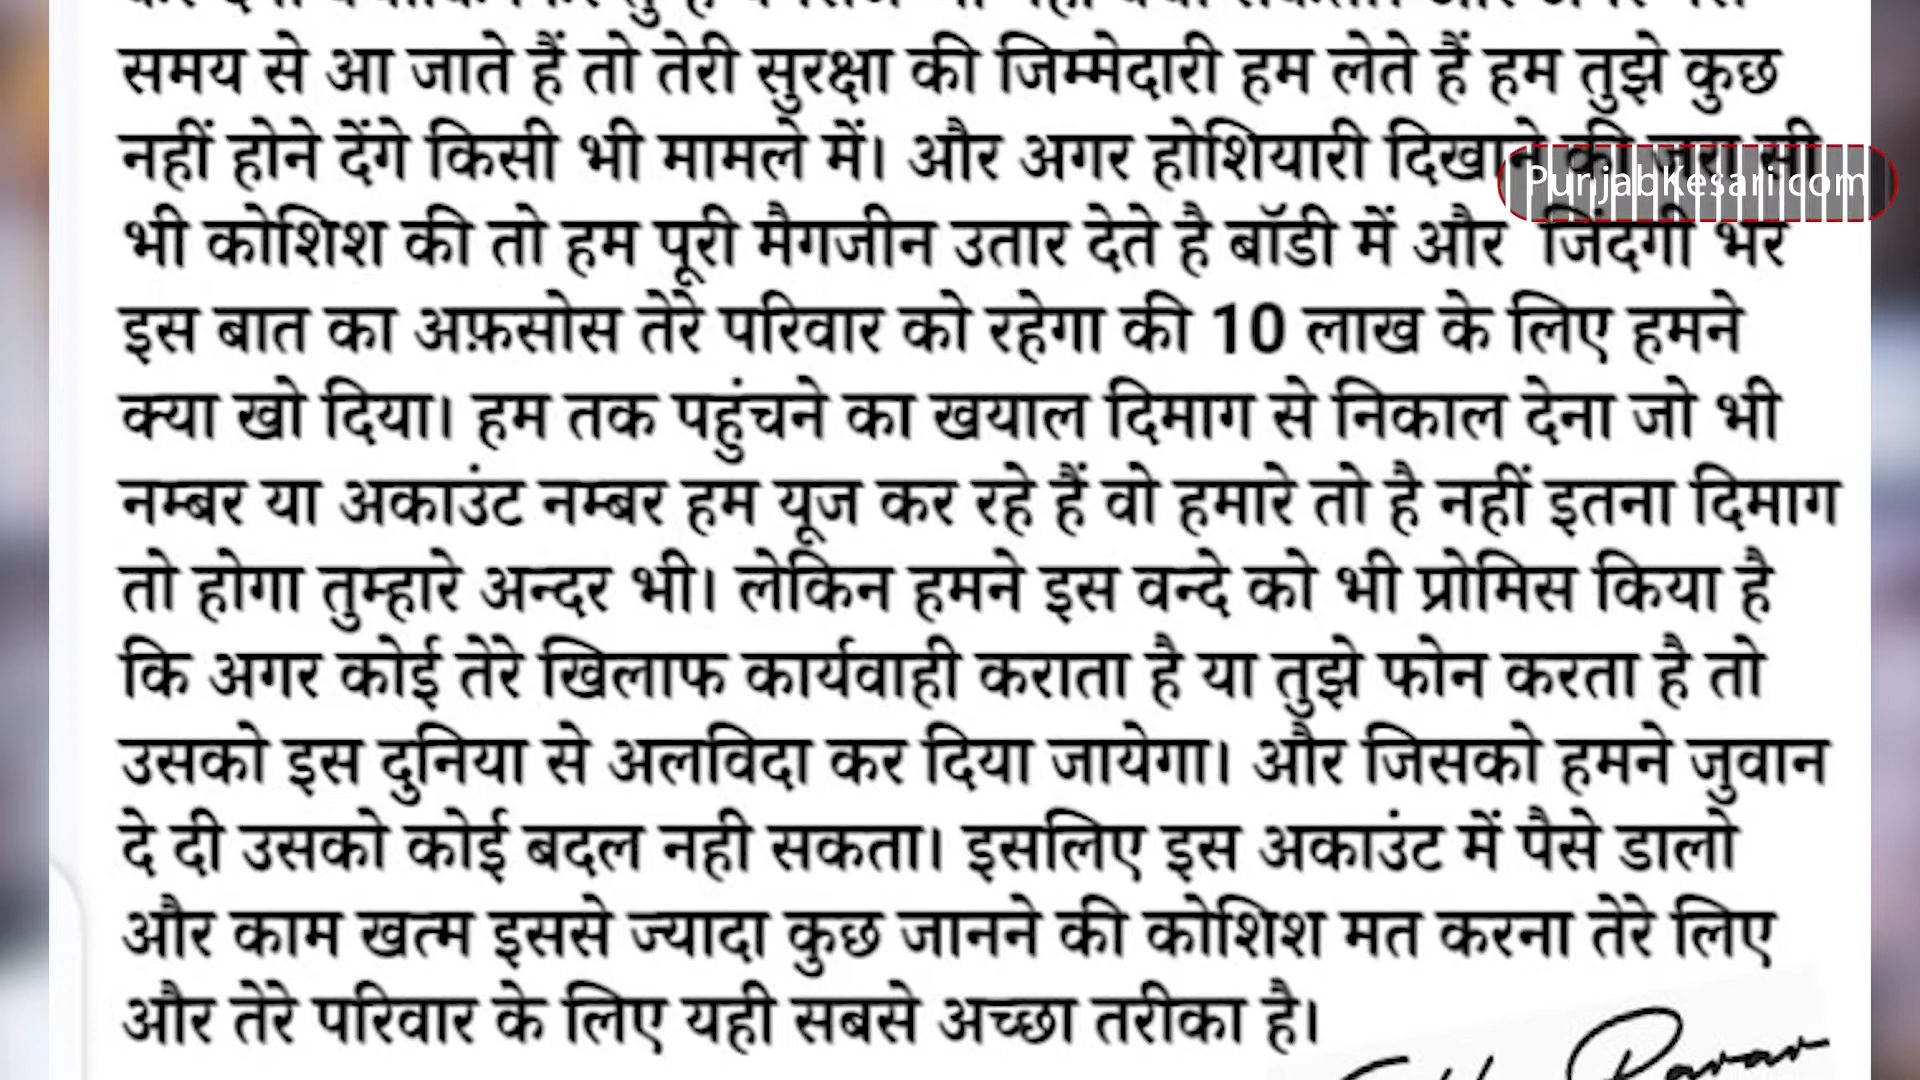 समय से आ जाते हैं तो तेरी सुरक्षा की जिम्मेदारी हम लेते हैं हम तुझे कुछ
नहीं होने देंगे किसी भी मामले में। और अगर होशियारी दिखाने की जरा सी
PunjabKesari.com
भी कोशिश की तो हम पूरी मैगजीन उतार देते है बॉडी में और जिंदगी भर
इस बात का अफ़सोस तेरे परिवार को रहेगा की 10 लाख के लिए हमने
क्या खो दिया। हम तक पहुंचने का खयाल दिमाग से निकाल देना जो भी
नम्बर या अकाउंट नम्बर हम यूज कर रहे हैं वो हमारे तो है नहीं इतना दिमाग
तो होगा तुम्हारे अन्दर भी। लेकिन हमने इस वन्दे को भी प्रोमिस किया है
कि अगर कोई तेरे खिलाफ कार्यवाही कराता है या तुझे फोन करता है तो
उसको इस दुनिया से अलविदा कर दिया जायेगा। और जिसको हमने जुवान
दे दी उसको कोई बदल नही सकता। इसलिए इस अकाउंट में पैसे डालो
और काम खत्म इससे ज्यादा कुछ जानने की कोशिश मत करना तेरे लिए
और तेरे परिवार के लिए यही सबसे अच्छा तरीका है।